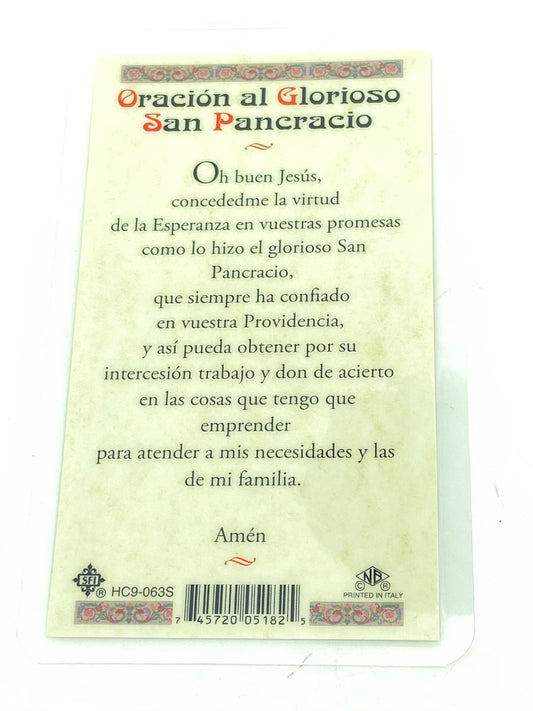 Oración al Glorioso
San Pancracio
Oh buen Jesús,
concededme la virtud
de la Esperanza en vuestras promesas
como lo hizo el glorioso San
Pancracio,
que siempre ha confiado
en vuestra Providencia,
y así pueda obtener por su
intercesión trabajo y don de acierto
en las cosas que tengo que
emprender
para atender a mis necesidades y las
de mi familia.
Amén
SFI ® HC9-063S
7 45720 05182 5
NB
© ®
PRINTED IN ITALY